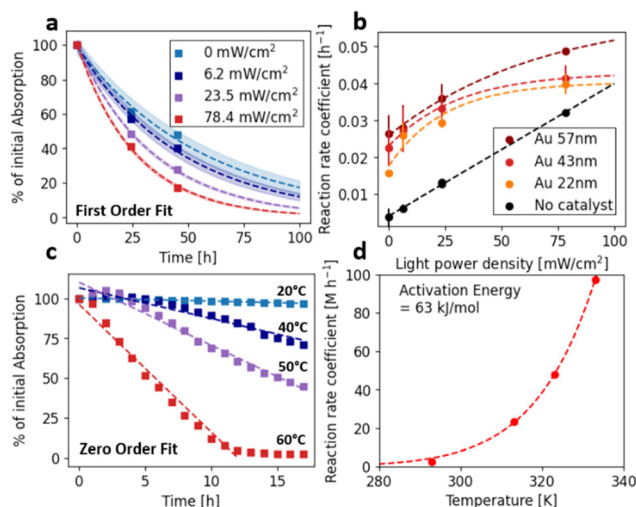 a
% of initial Absorption
100
80
60
40
20
0
0 mW/cm²
6.2 mW/cm²
23.5 mW/cm²
78.4 mW/cm²
First Order Fit
0 25 50 75 100
Time [h]
b
Reaction rate coefficient [h⁻¹]
0.05
0.04
0.03
0.02
0.01
Au 57nm
Au 43nm
Au 22nm
No catalyst
0 25 50 75 100
Light power density [mW/cm²]
c
% of initial Absorption
100
75
50
25
0
20°C
40°C
50°C
60°C
Zero Order Fit
0 5 10 15
Time [h]
d
Reaction rate coefficient [M h⁻¹]
100
80
60
40
20
0
Activation Energy
= 63 kJ/mol
280 300 320 340
Temperature [K]